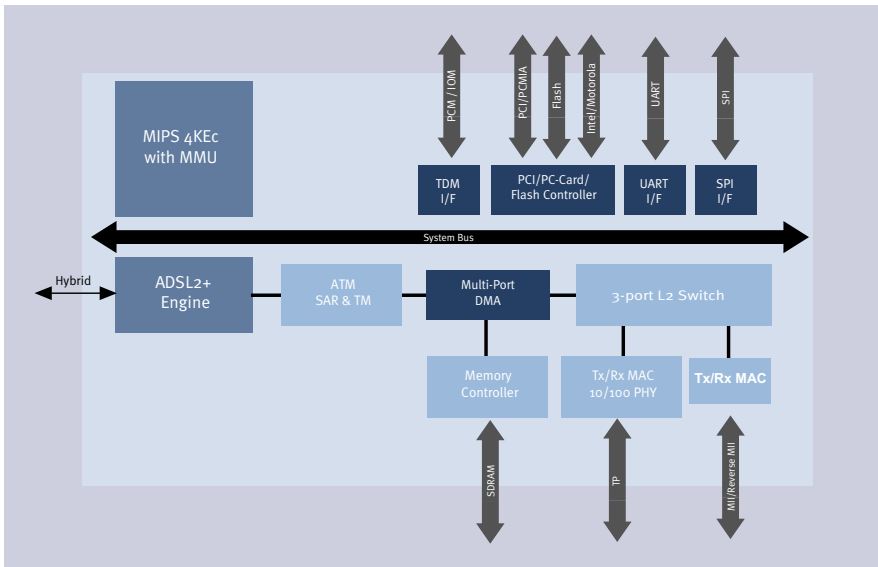 MIPS 4KEc
with MMU
PCM / IOM
PCI/PCMIA
Flash
Intel/Motorola
UART
SPI
TDM
I/F
PCI/PC-Card/
Flash Controller
UART
I/F
SPI
I/F
System Bus
Hybrid
ADSL2+
Engine
ATM
SAR & TM
Multi-Port
DMA
3-port L2 Switch
Memory
Controller
Tx/Rx MAC
10/100 PHY
Tx/Rx MAC
SDRAM
TP
MII/Reverse MII